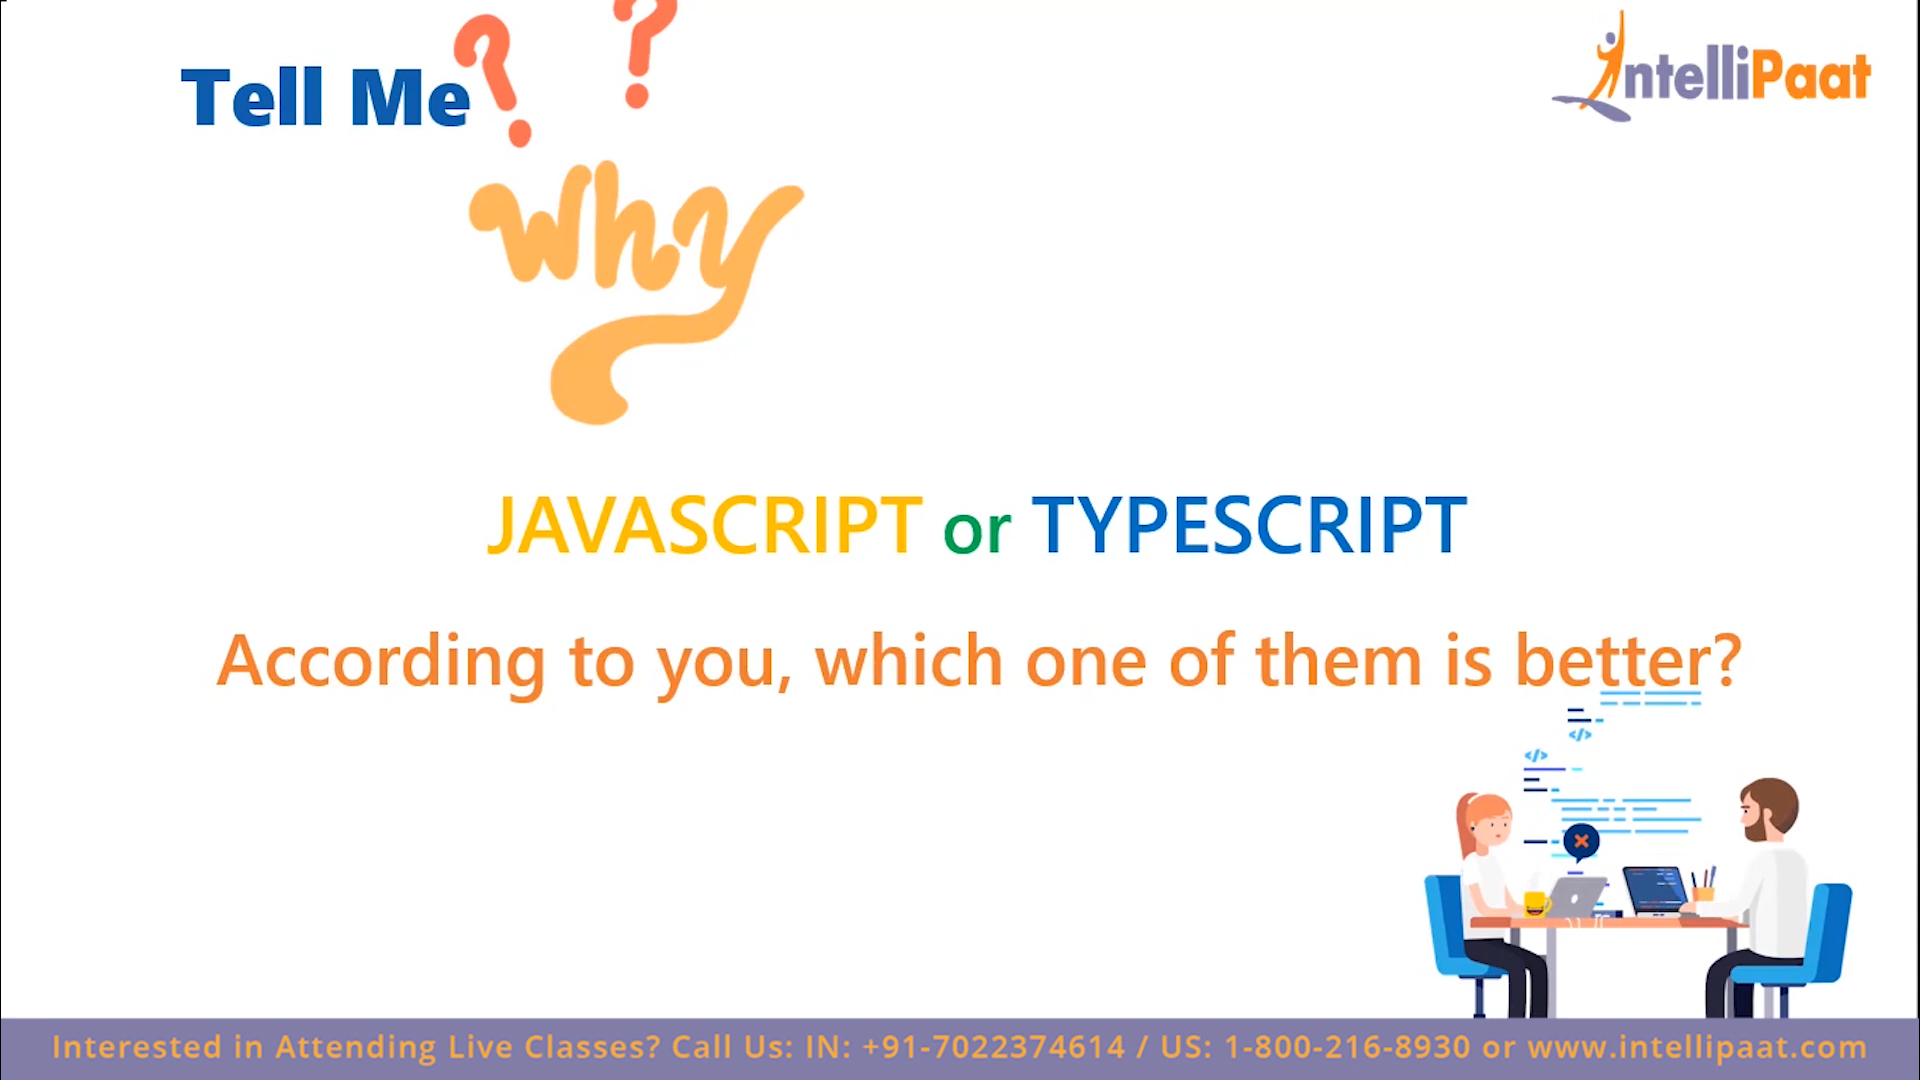 Tell Me
? ?
why
IntelliPaat
JAVASCRIPT or TYPESCRIPT
According to you, which one of them is better?
</>
</>
Interested in Attending Live Classes? Call Us: IN: +91-7022374614 / US: 1-800-216-8930 or www.intellipaat.com